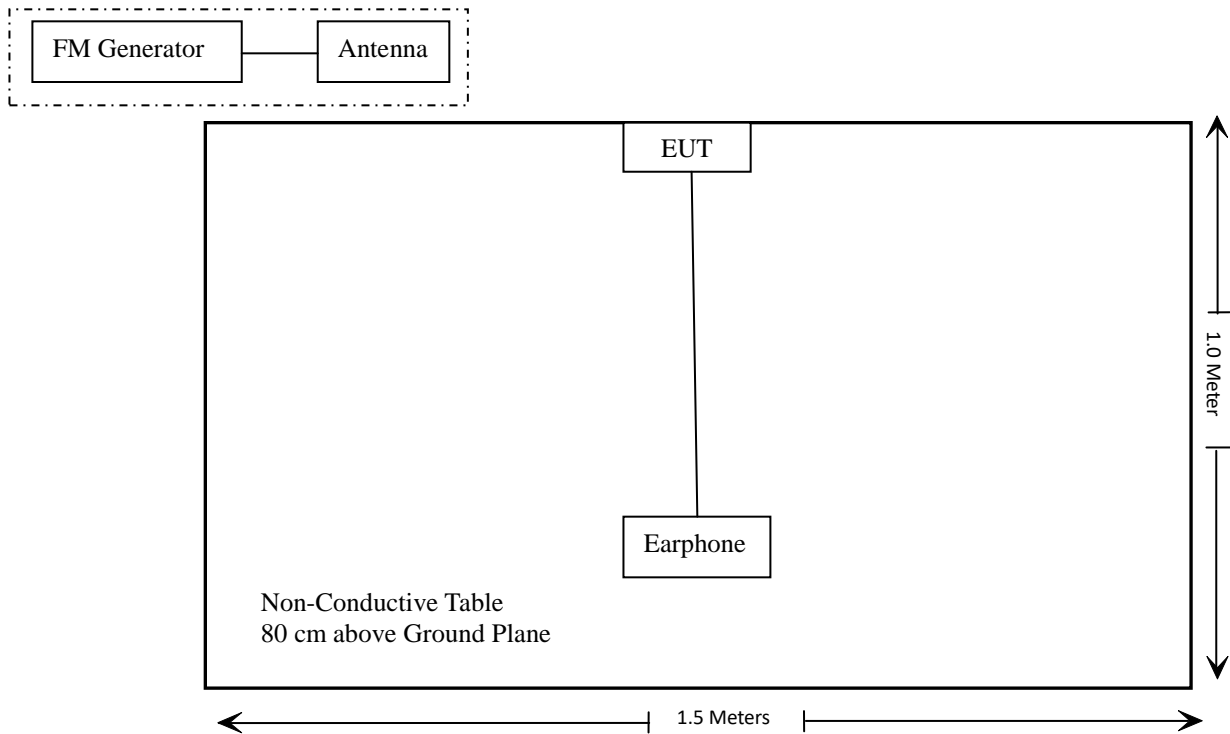 FM Generator
Antenna
EUT
1.0 Meter
Earphone
Non-Conductive Table
80 cm above Ground Plane
1.5 Meters